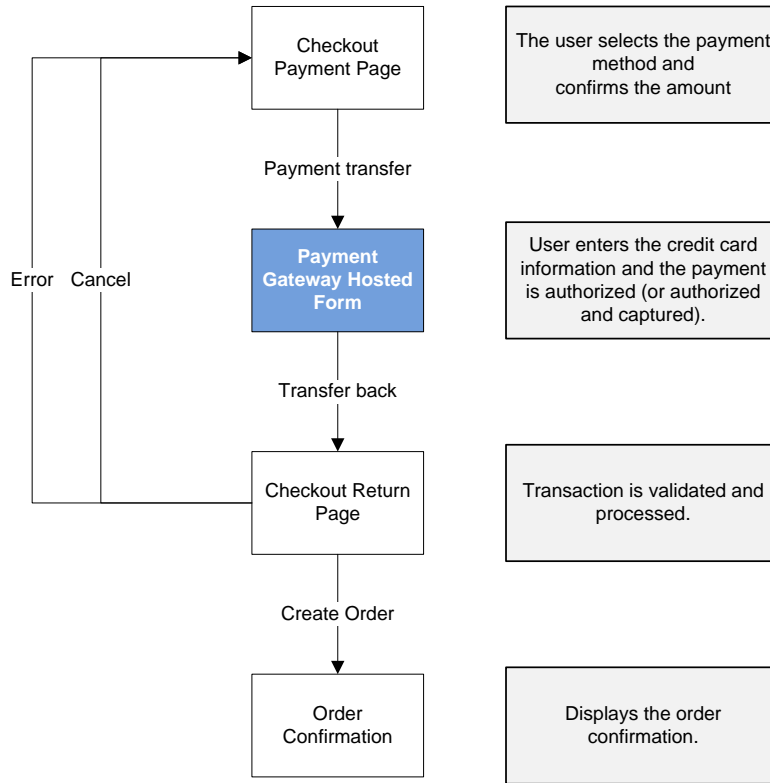 Checkout
Payment Page
The user selects the payment
method and
confirms the amount
Payment transfer
Error
Cancel
Payment
Gateway Hosted
Form
User enters the credit card
information and the payment
is authorized (or authorized
and captured).
Transfer back
Checkout Return
Page
Transaction is validated and
processed.
Create Order
Order
Confirmation
Displays the order
confirmation.